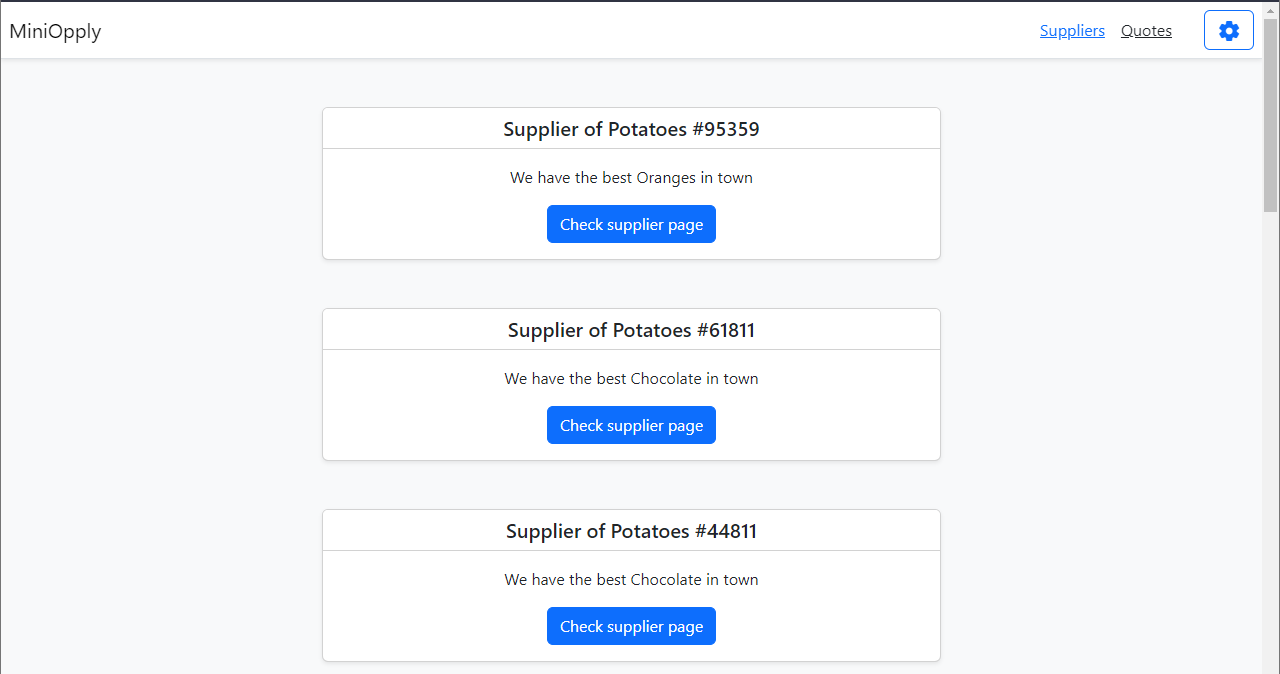 MiniOpply
Suppliers Quotes
Supplier of Potatoes #95359
We have the best Oranges in town
Check supplier page
Supplier of Potatoes #61811
We have the best Chocolate in town
Check supplier page
Supplier of Potatoes #44811
We have the best Chocolate in town
Check supplier page